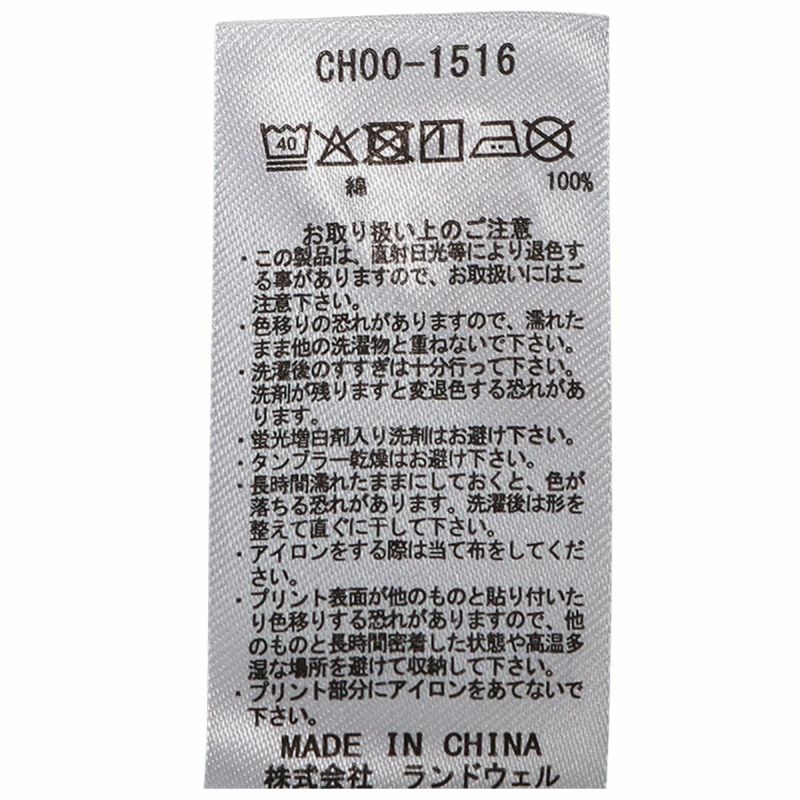 CH00-1516
40
綿 100%
お取り扱い上のご注意
・この製品は、直射日光等により退色す
る事がありますので、お取扱いにはご
注意下さい。
・色移りの恐れがありますので、濡れた
まま他の洗濯物と重ねないで下さい。
・洗濯後のすすぎは十分行って下さい。
洗剤が残りますと変退色する恐れがあ
ります。
・蛍光増白剤入り洗剤はお避け下さい。
・タンブラー乾燥はお避け下さい。
・長時間濡れたままにしておくと、色が
落ちる恐れがあります。洗濯後は形を
整えて直ぐに干して下さい。
・アイロンをする際は当て布をしてくだ
さい。
・プリント表面が他のものと貼り付いた
り色移りする恐れがありますので、他
のものと長時間密着した状態や高温多
湿な場所を避けて収納して下さい。
・プリント部分にアイロンをあてないで
下さい。
MADE IN CHINA
株式会社 ランドウェル